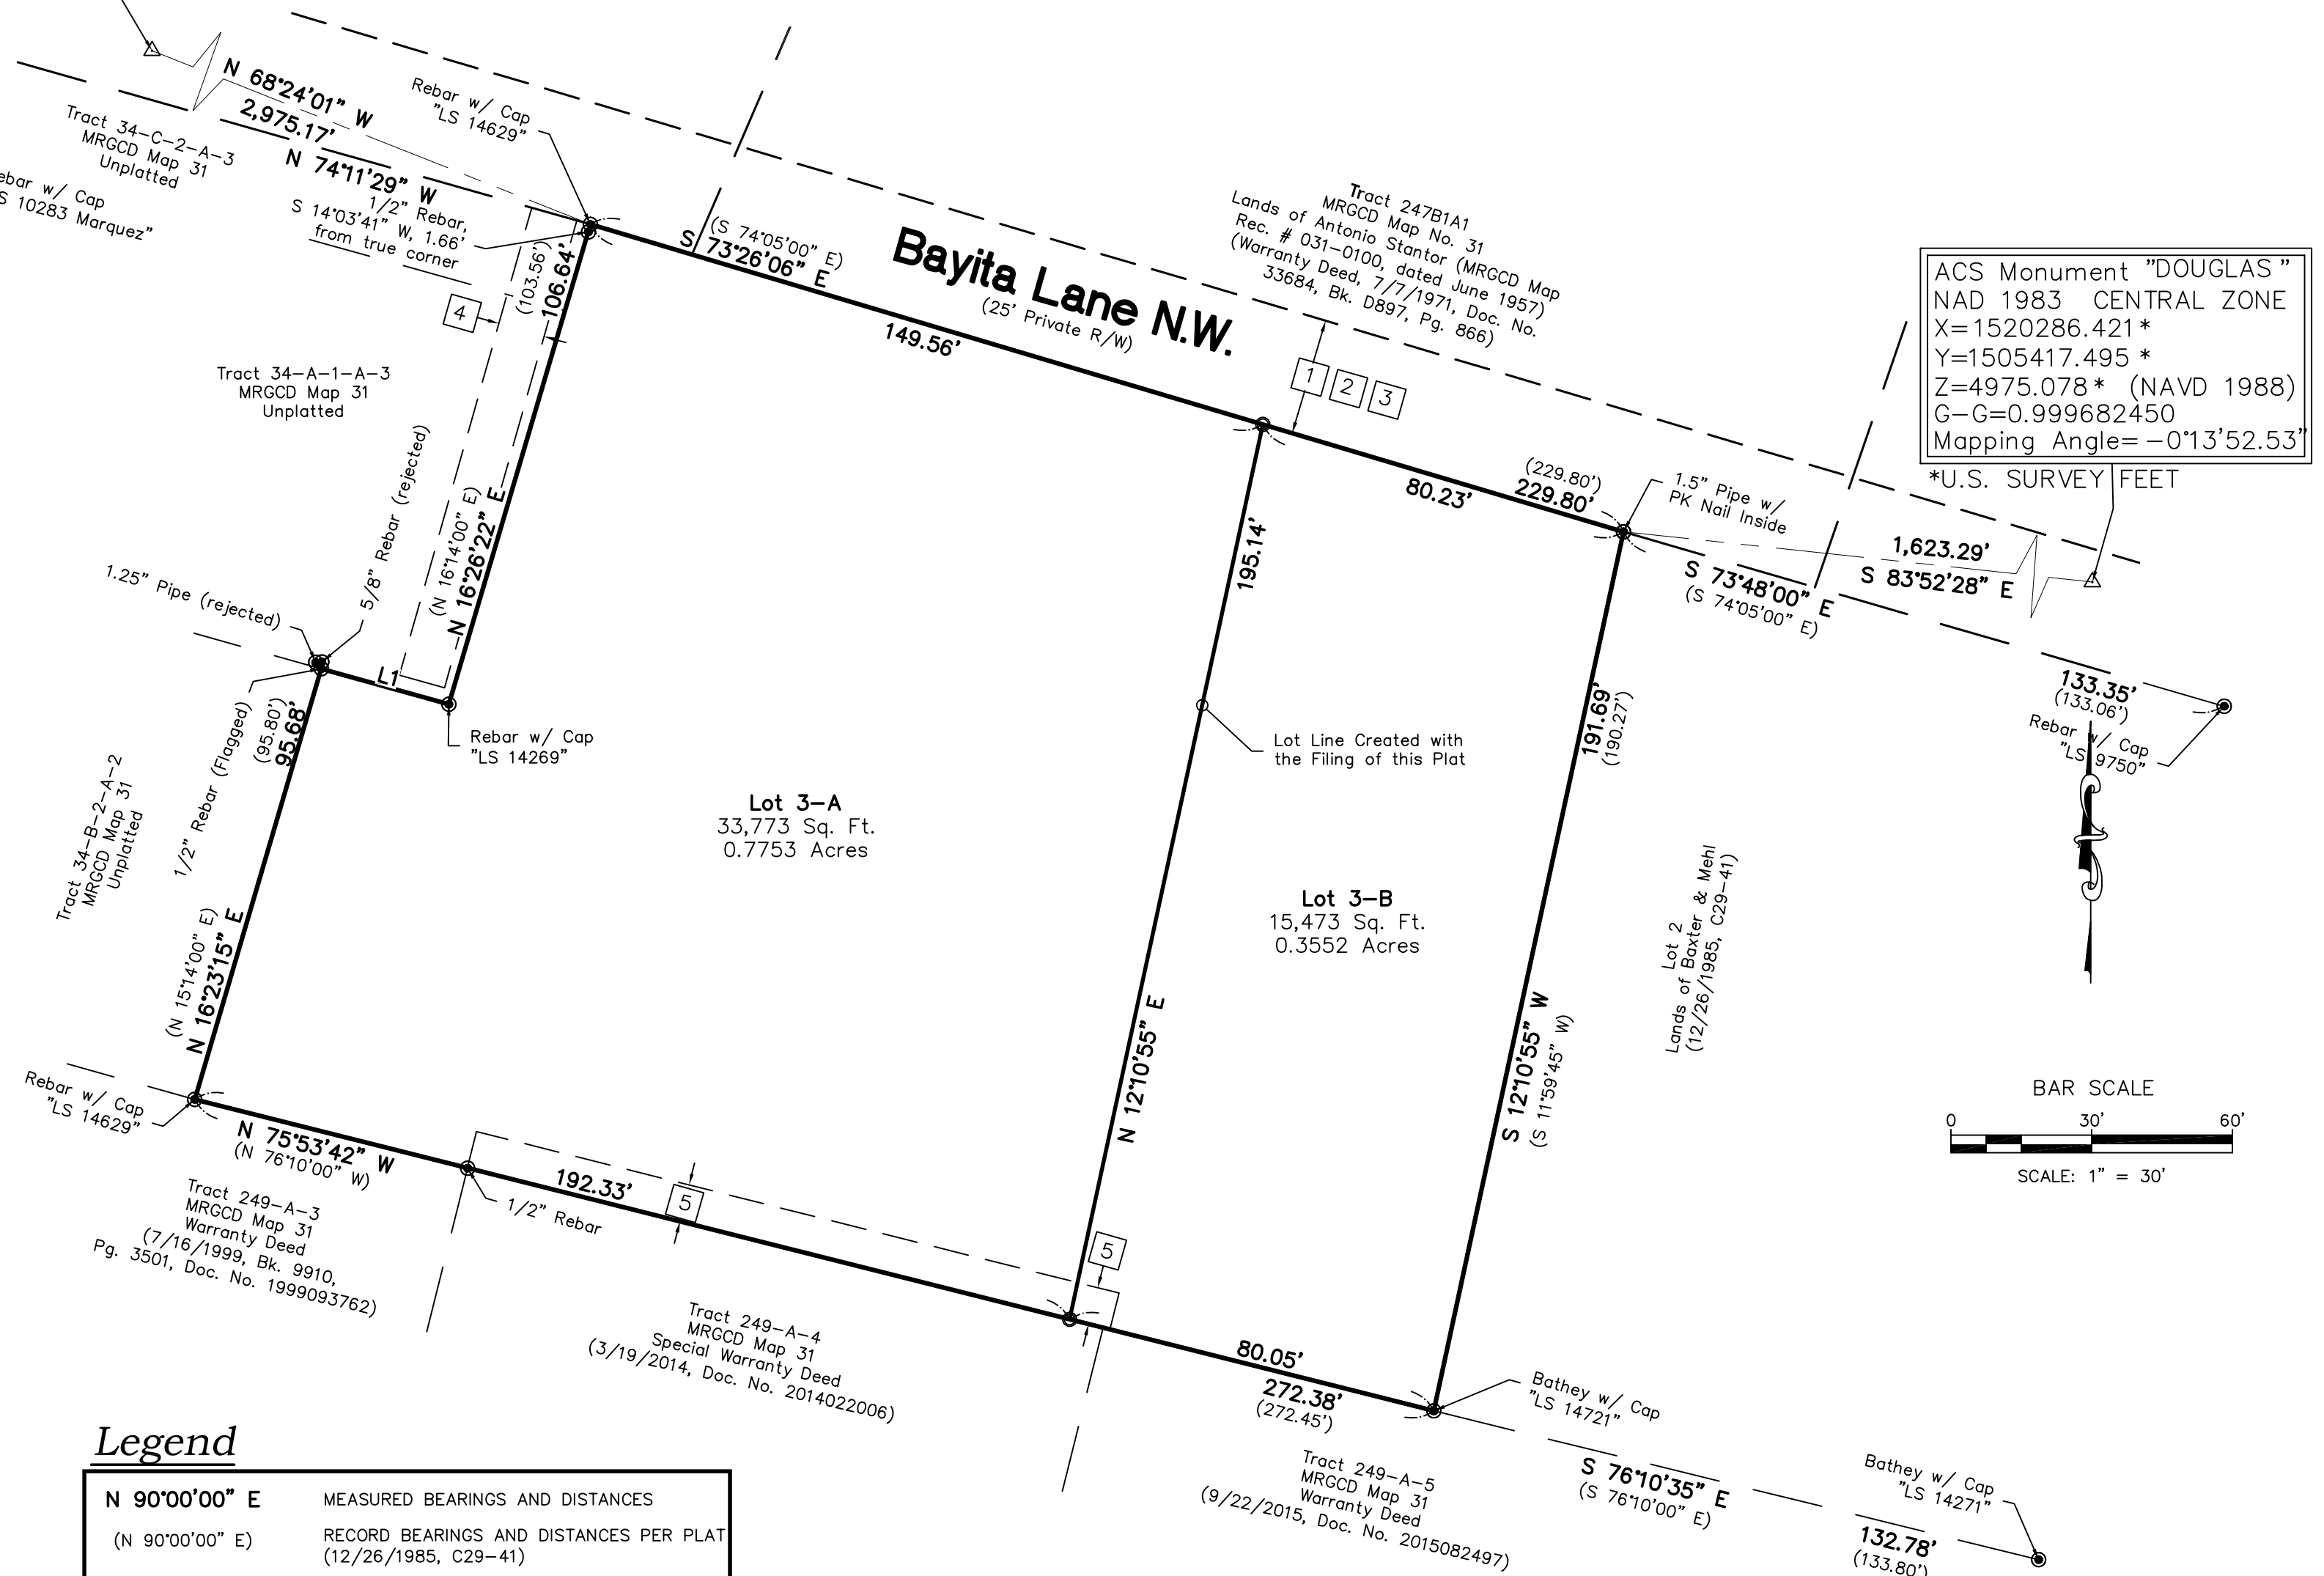 N 68°24'01" W
2,975.17'
Tract 34-C-2-A-3
MRGCD Map 31
Unplatted
N 74°11'29" W
ebar w/ Cap
S 10283 Marquez"
1/2" Rebar,
S 14°03'41" W, 1.66'
from true corner
Rebar w/ Cap
"LS 14629"
(S 74°05'00" E)
S 73°26'06" E
Bayita Lane N.W.
(25' Private R/W)
149.56'
Tract 247B1A1
MRGCD Map No. 31
Lands of Antonio Stantor (MRGCD Map
Rec. # 031-0100, dated June 1957)
(Warranty Deed, 7/7/1971, Doc. No.
33684, Bk. D897, Pg. 866)
1
2
3
ACS Monument "DOUGLAS"
NAD 1983 CENTRAL ZONE
X=1520286.421*
Y=1505417.495 *
Z=4975.078* (NAVD 1988)
G-G=0.999682450
Mapping Angle= -0°13'52.53"
*U.S. SURVEY FEET
(103.56')
106.64'
4
Tract 34-A-1-A-3
MRGCD Map 31
Unplatted
(N 16°14'00" E)
N 16°26'22" E
5/8" Rebar (rejected)
1.25" Pipe (rejected)
L1
Rebar w/ Cap
"LS 14269"
80.23'
(229.80')
229.80'
1.5" Pipe w/
PK Nail Inside
1,623.29'
S 83°52'28" E
S 73°48'00" E
(S 74°05'00" E)
133.35'
(133.06')
Rebar w/ Cap
"LS 9750"
195.14'
191.69'
(190.27')
Lot Line Created with
the Filing of this Plat
(95.80')
95.68'
1/2" Rebar (Flagged)
Tract 34-B-2-A-2
MRGCD Map 31
Unplatted
(N 15°14'00" E)
N 16°23'15" E
Lot 3-A
33,773 Sq. Ft.
0.7753 Acres
Lot 3-B
15,473 Sq. Ft.
0.3552 Acres
N 12°10'55" E
S 12°10'55" W
(S 11°59'45" W)
Lot 2
Lands of Baxter & Mehl
(12/26/1985, C29-41)
BAR SCALE
0 30' 60'
SCALE: 1" = 30'
Rebar w/ Cap
"LS 14629"
N 75°53'42" W
(N 76°10'00" W)
192.33'
5
1/2" Rebar
5
Tract 249-A-3
MRGCD Map 31
Warranty Deed
(7/16/1999, Bk. 9910,
Pg. 3501, Doc. No. 1999093762)
Tract 249-A-4
MRGCD Map 31
Special Warranty Deed
(3/19/2014, Doc. No. 2014022006)
80.05'
272.38'
(272.45')
Bathey w/ Cap
"LS 14721"
Tract 249-A-5
MRGCD Map 31
Warranty Deed
(9/22/2015, Doc. No. 2015082497)
S 76°10'35" E
(S 76°10'00" E)
Bathey w/ Cap
"LS 14271"
132.78'
(133.80')
Legend
N 90°00'00" E MEASURED BEARINGS AND DISTANCES
(N 90°00'00" E) RECORD BEARINGS AND DISTANCES PER PLAT
(12/26/1985, C29-41)